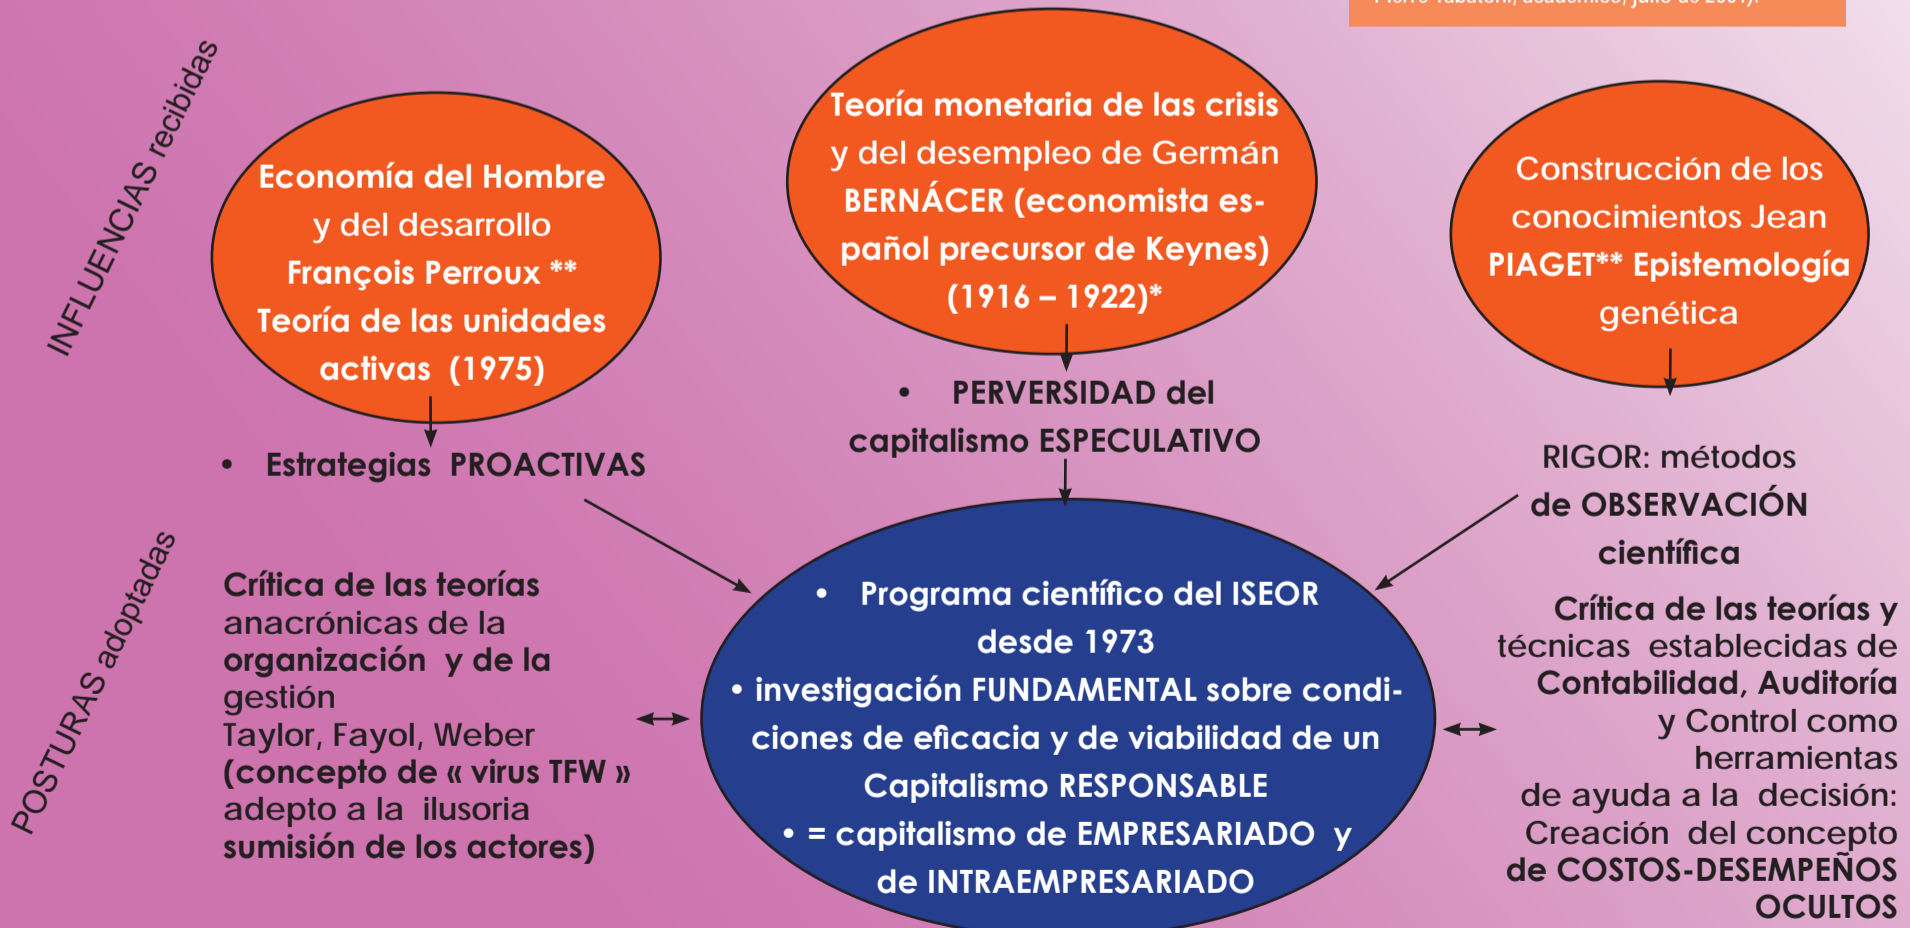 Pierre Tabatoni, académico, julio de 2001).
INFLUENCIAS recibidas
Economía del Hombre
y del desarrollo
François Perroux **
Teoría de las unidades
activas (1975)
Teoría monetaria de las crisis
y del desempleo de Germán
BERNÁCER (economista es-
pañol precursor de Keynes)
(1916 – 1922)*
Construcción de los
conocimientos Jean
PIAGET** Epistemología
genética
• Estrategias PROACTIVAS
• PERVERSIDAD del
capitalismo ESPECULATIVO
RIGOR: métodos
de OBSERVACIÓN
científica
POSTURAS adoptadas
Crítica de las teorías
anacrónicas de la
organización y de la
gestión
Taylor, Fayol, Weber
(concepto de « virus TFW »
adepto a la ilusoria
sumisión de los actores)
• Programa científico del ISEOR
desde 1973
• investigación FUNDAMENTAL sobre condi-
ciones de eficacia y de viabilidad de un
Capitalismo RESPONSABLE
• = capitalismo de EMPRESARIADO y
de INTRAEMPRESARIADO
Crítica de las teorías y
técnicas establecidas de
Contabilidad, Auditoría
y Control como
herramientas
de ayuda a la decisión:
Creación del concepto
de COSTOS-DESEMPEÑOS
OCULTOS